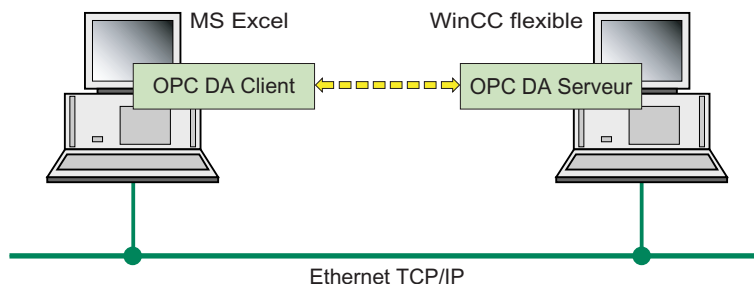 MS Excel
WinCC flexible
OPC DA Client
OPC DA Serveur
Ethernet TCP/IP